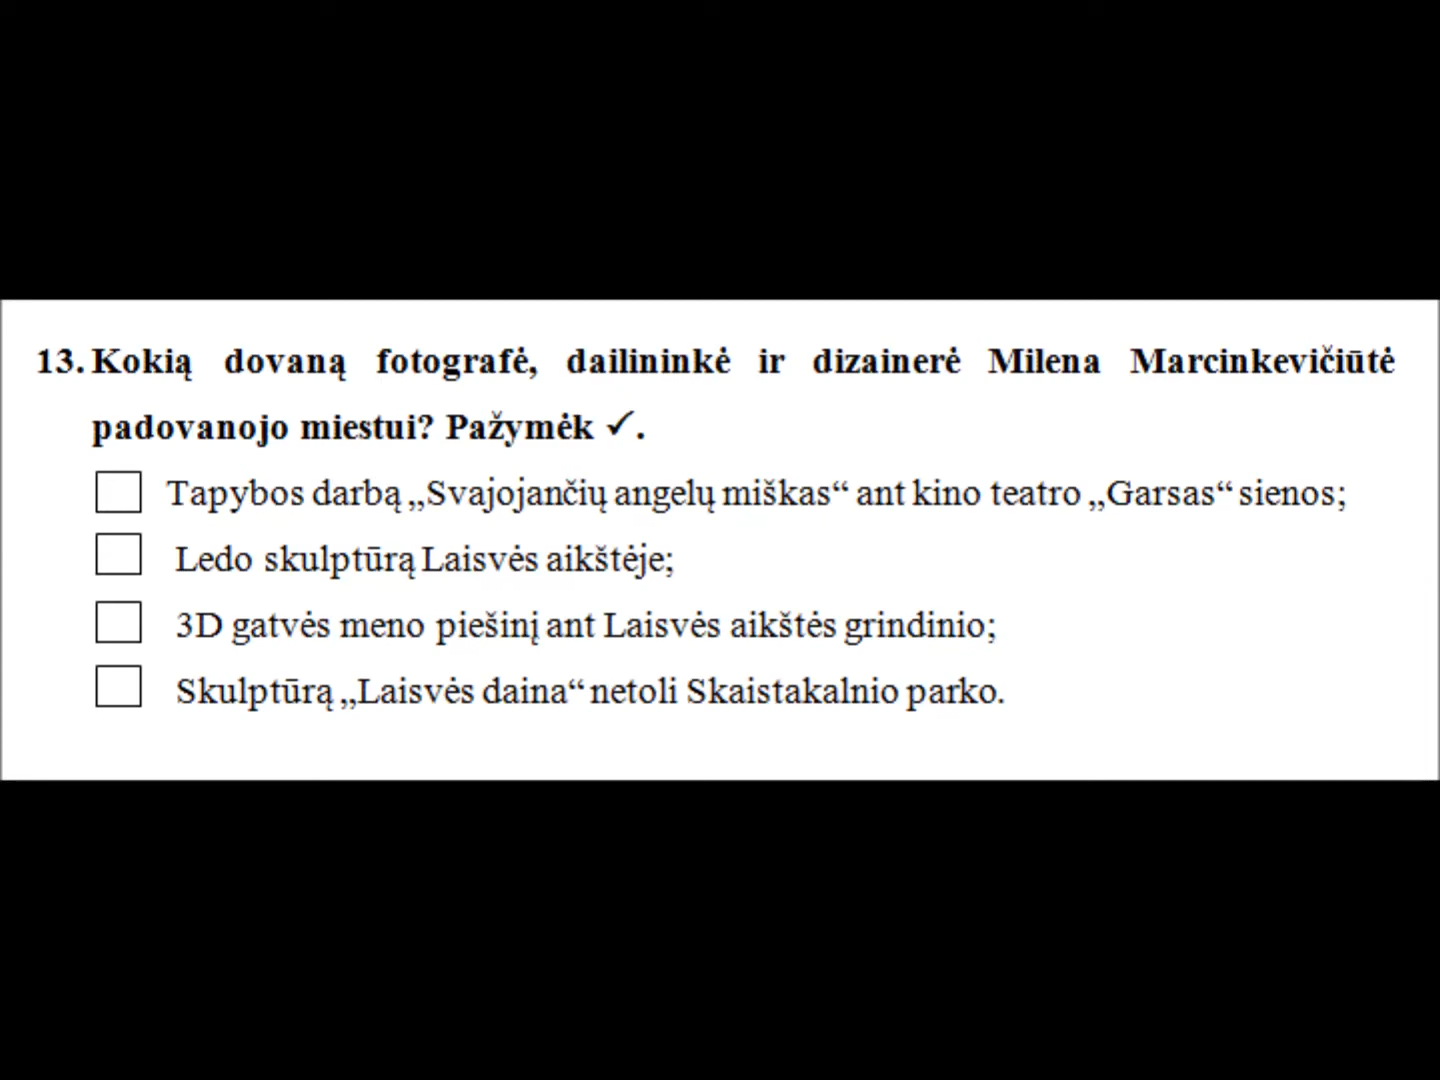 13. Kokią dovaną fotografė, dailininkė ir dizainerė Milena Marcinkevičiūtė
padovanojo miestui? Pažymėk ✓.
Tapybos darbą „Svajojančių angelų miškas“ ant kino teatro „Garsas“ sienos;
Ledo skulptūrą Laisvės aikštėje;
3D gatvės meno piešinį ant Laisvės aikštės grindinio;
Skulptūrą „Laisvės daina“ netoli Skaistakalnio parko.